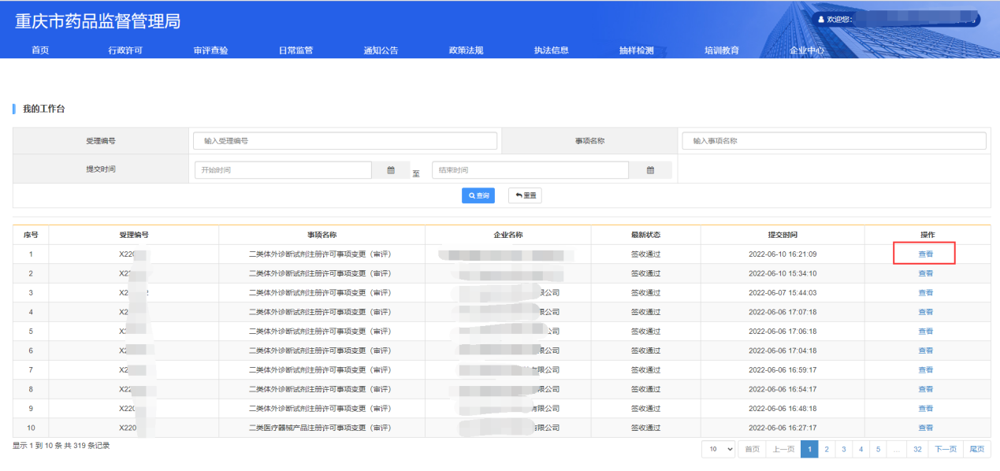 重庆市药品监督管理局
欢迎您:
首页 行政许可 审评查验 日常监管 通知公告 政策法规 执法信息 抽样检测 培训教育 企业中心
我的工作台
受理编号 输入受理编号 事项名称 输入事项名称
提交时间 开始时间 至 结束时间
查询 重置
序号 受理编号 事项名称 企业名称 最新状态 提交时间 操作
1 X220 二类体外诊断试剂注册许可事项变更（审评） 签收通过 2022-06-10 16:21:09 查看
2 X22 二类体外诊断试剂注册许可事项变更（审评） 签收通过 2022-06-10 15:34:10 查看
3 X2 二类体外诊断试剂注册许可事项变更（审评） 限公司 签收通过 2022-06-07 15:44:03 查看
4 X2 二类体外诊断试剂注册许可事项变更（审评） 限公司 签收通过 2022-06-06 17:07:18 查看
5 X2 二类体外诊断试剂注册许可事项变更（审评） 公司 签收通过 2022-06-06 17:06:18 查看
6 X2 二类体外诊断试剂注册许可事项变更（审评） 限公司 签收通过 2022-06-06 17:04:18 查看
7 X2 二类体外诊断试剂注册许可事项变更（审评） 有限公司 签收通过 2022-06-06 16:59:17 查看
8 X22 二类体外诊断试剂注册许可事项变更（审评） 限公司 签收通过 2022-06-06 16:54:17 查看
9 X220 二类体外诊断试剂注册许可事项变更（审评） 有限公司 签收通过 2022-06-06 16:48:18 查看
10 X220 二类医疗器械产品注册许可事项变更（审评） 有限公司 签收通过 2022-06-06 16:27:17 查看
显示 1 到 10 条 共 319 条记录
10 首页 上一页 1 2 3 4 5 ... 32 下一页 尾页